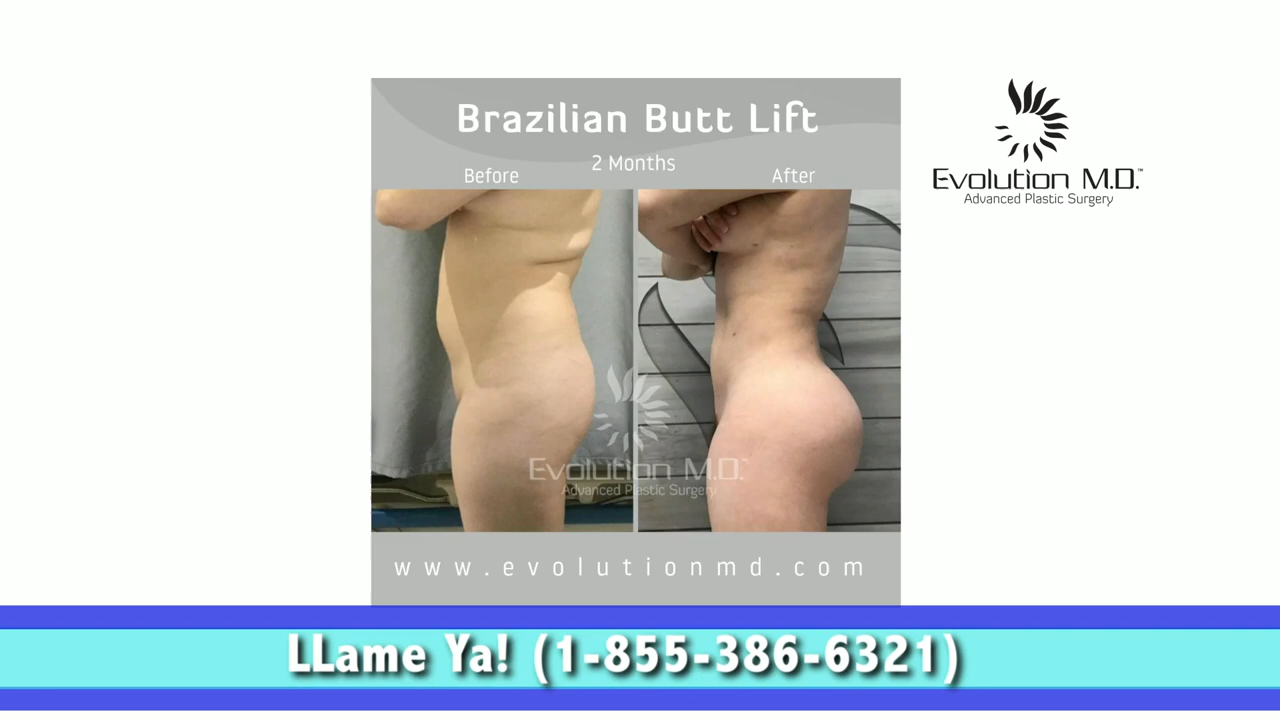 Brazilian Butt Lift
2 Months
Before
After
Evolution M.D.™
Advanced Plastic Surgery
Evolution M.D.
Advanced Plastic Surgery
www.evolutionmd.com
LLame Ya! (1-855-386-6321)